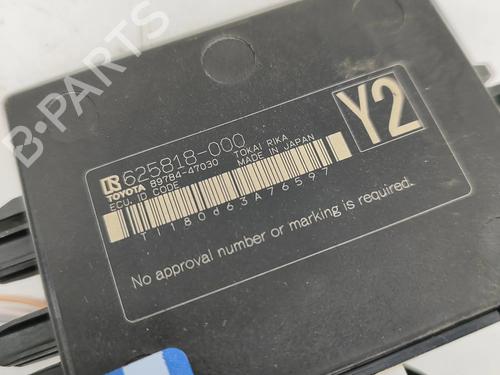 B-PARTS
625818-000
TOYOTA 89784-47030 TOKAI RIKA
ECU. ID CODE MADE IN JAPAN
T1180d63A76597
Y2
No approval number or marking is required.